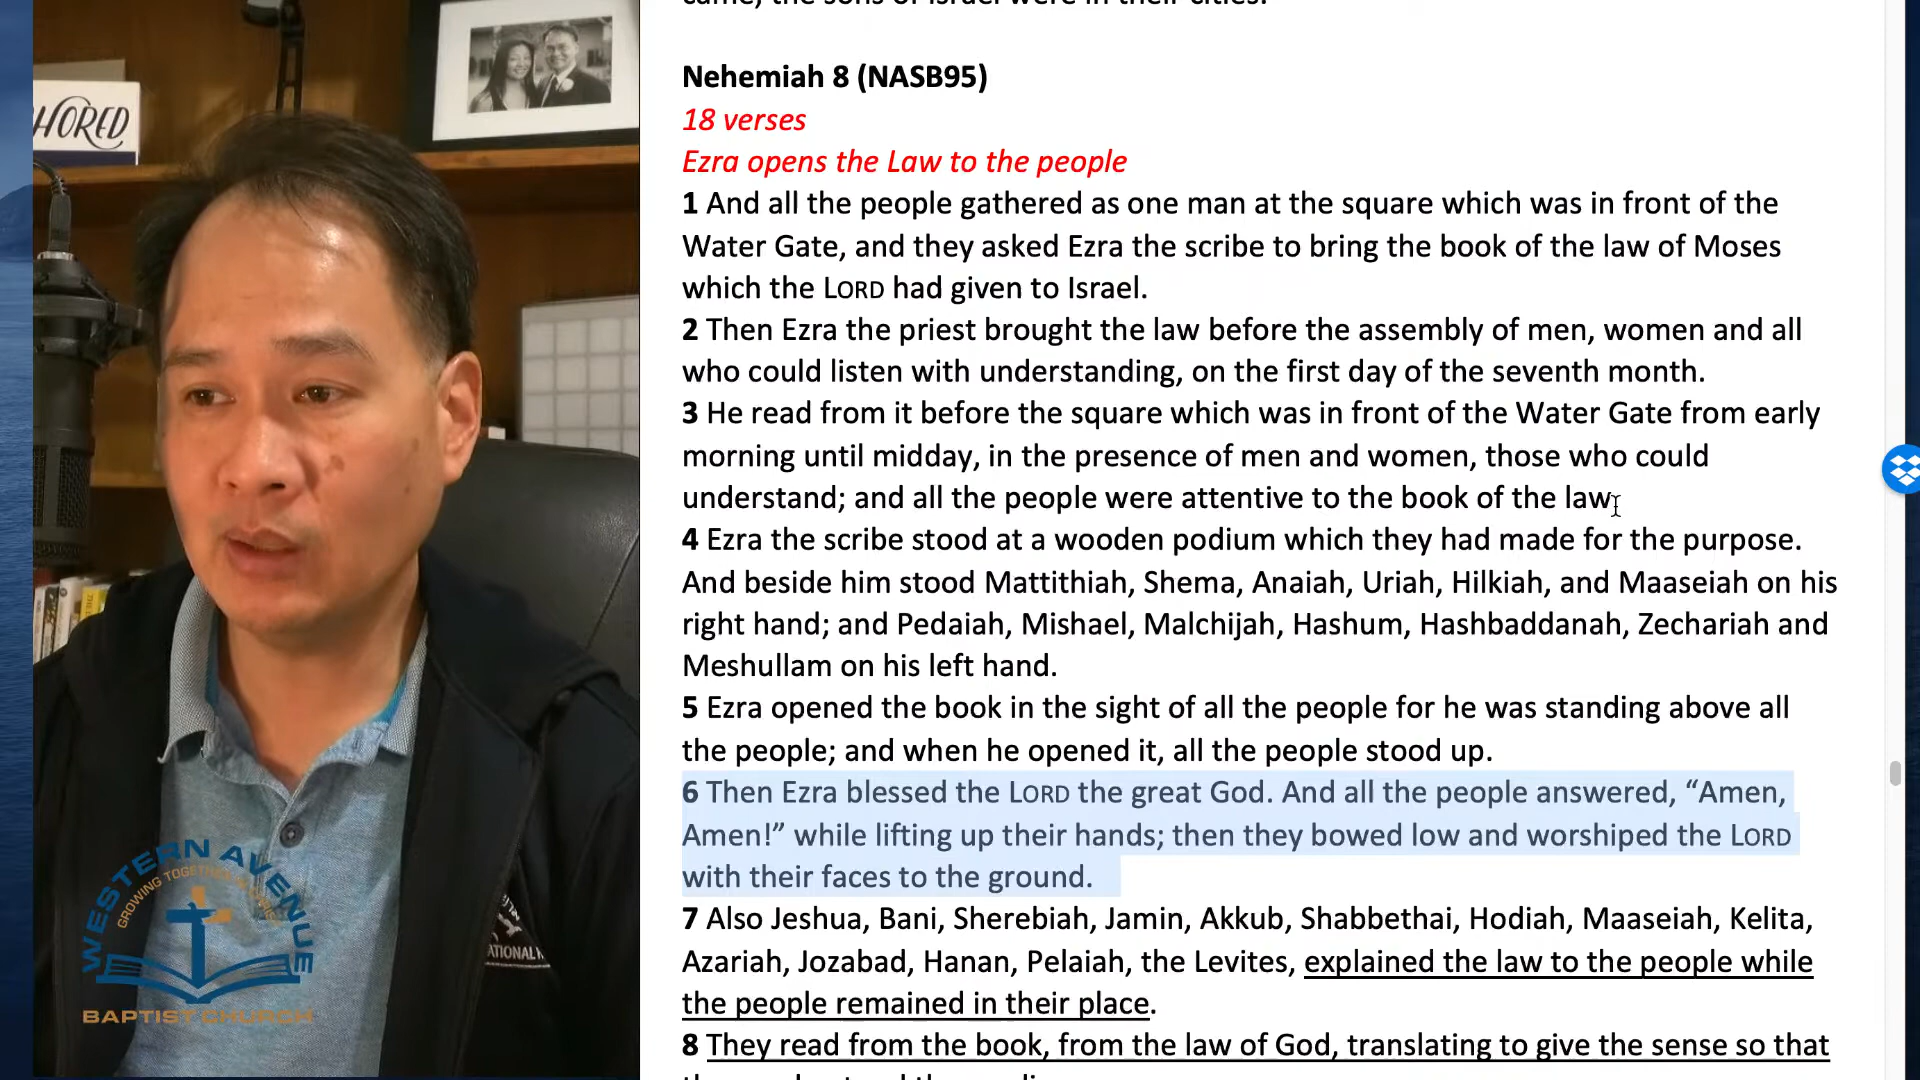 came, the sons of Israel were in their cities.
Nehemiah 8 (NASB95)
18 verses
Ezra opens the Law to the people
1 And all the people gathered as one man at the square which was in front of the
Water Gate, and they asked Ezra the scribe to bring the book of the law of Moses
which the LORD had given to Israel.
2 Then Ezra the priest brought the law before the assembly of men, women and all
who could listen with understanding, on the first day of the seventh month.
3 He read from it before the square which was in front of the Water Gate from early
morning until midday, in the presence of men and women, those who could
understand; and all the people were attentive to the book of the law.
4 Ezra the scribe stood at a wooden podium which they had made for the purpose.
And beside him stood Mattithiah, Shema, Anaiah, Uriah, Hilkiah, and Maaseiah on his
right hand; and Pedaiah, Mishael, Malchijah, Hashum, Hashbaddanah, Zechariah and
Meshullam on his left hand.
5 Ezra opened the book in the sight of all the people for he was standing above all
the people; and when he opened it, all the people stood up.
6 Then Ezra blessed the LORD the great God. And all the people answered, “Amen,
Amen!” while lifting up their hands; then they bowed low and worshiped the LORD
with their faces to the ground.
7 Also Jeshua, Bani, Sherebiah, Jamin, Akkub, Shabbethai, Hodiah, Maaseiah, Kelita,
Azariah, Jozabad, Hanan, Pelaiah, the Levites, explained the law to the people while
the people remained in their place.
8 They read from the book, from the law of God, translating to give the sense so that
HORED
WESTERN AVENUE
GROWING TOGETHER
BAPTIST CHURCH
ATIONAL